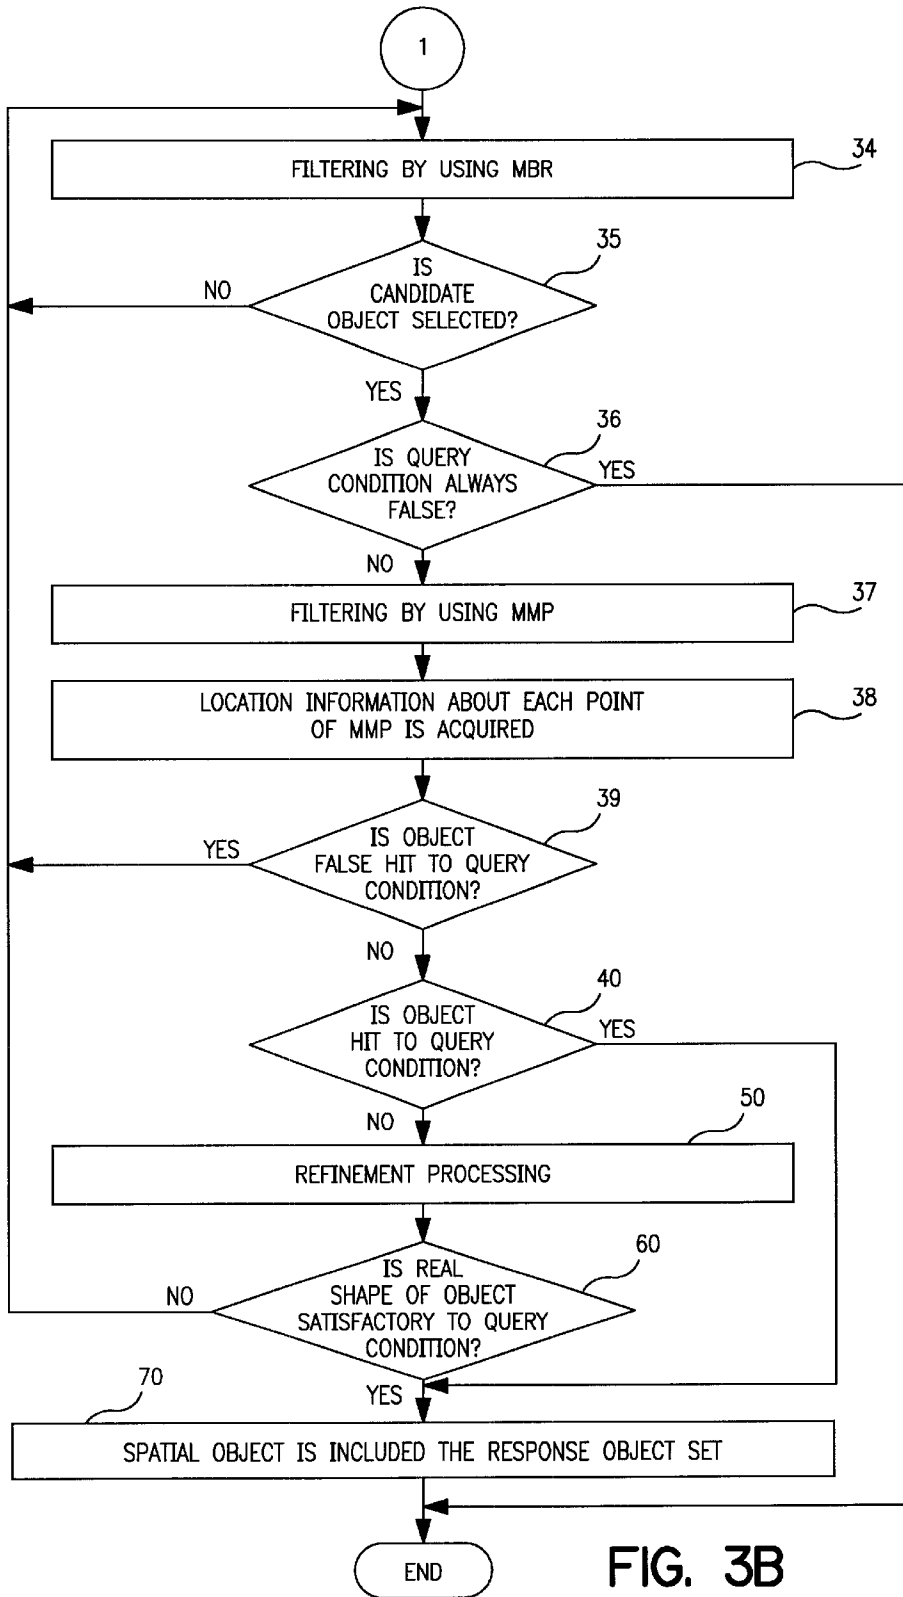 1
FILTERING BY USING MBR
34
35
IS
CANDIDATE
OBJECT SELECTED?
NO
YES
36
IS QUERY
CONDITION ALWAYS
FALSE?
YES
NO
FILTERING BY USING MMP
37
LOCATION INFORMATION ABOUT EACH POINT
OF MMP IS ACQUIRED
38
39
IS OBJECT
FALSE HIT TO QUERY
CONDITION?
YES
NO
40
IS OBJECT
HIT TO QUERY
CONDITION?
YES
NO
50
REFINEMENT PROCESSING
60
IS REAL
SHAPE OF OBJECT
SATISFACTORY TO QUERY
CONDITION?
NO
YES
70
SPATIAL OBJECT IS INCLUDED THE RESPONSE OBJECT SET
END
FIG. 3B